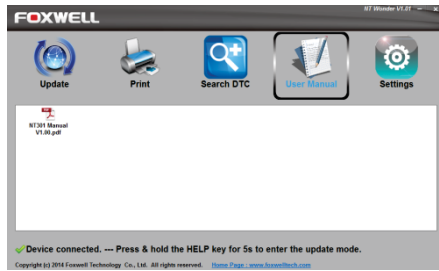 NT Wonder V1.01
FOXWELL
Update
Print
Search DTC
User Manual
Settings
NT301 Manual
V1.00.pdf
Device connected. --- Press & hold the HELP key for 5s to enter the update mode.
Copyright (c) 2014 Foxwell Technology Co., Ltd. All rights reserved. Home Page : www.foxwelltech.com